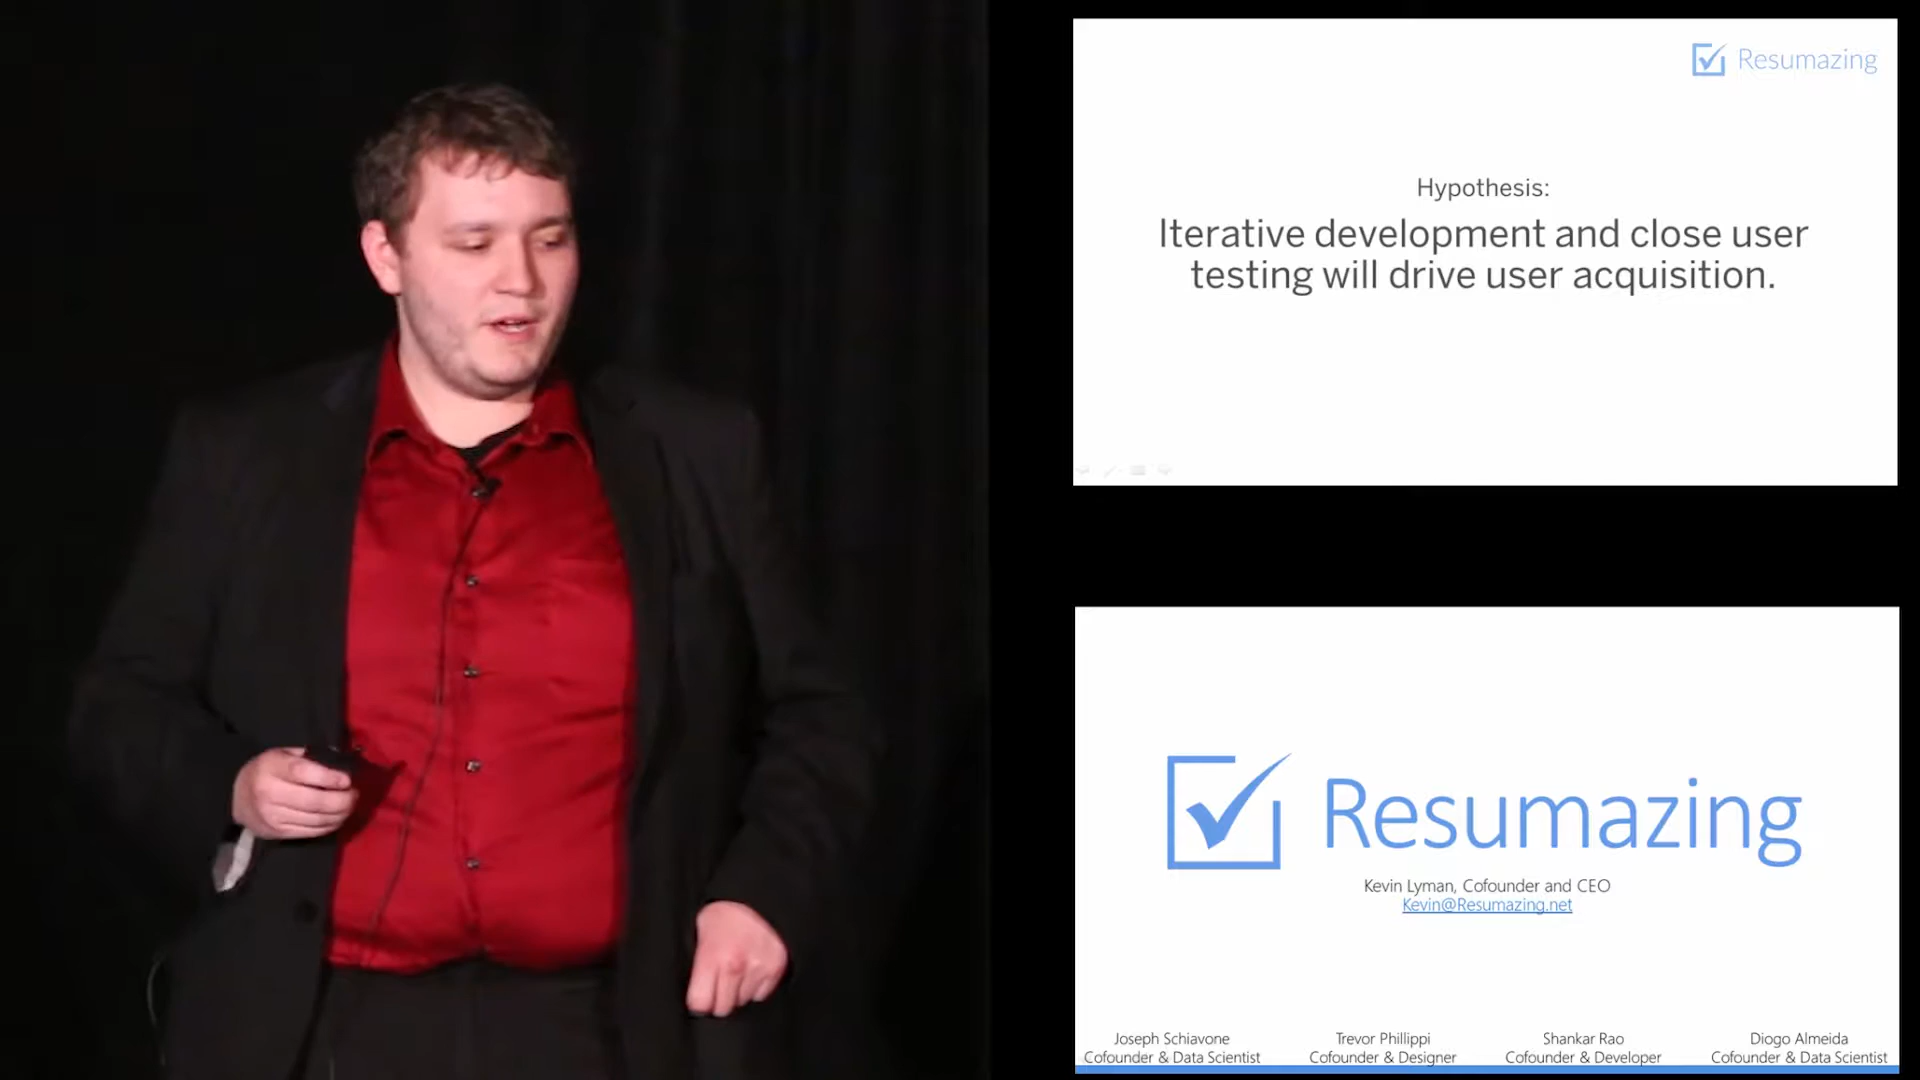 Resumazing
Hypothesis:
Iterative development and close user
testing will drive user acquisition.
Resumazing
Kevin Lyman, Cofounder and CEO
Kevin@Resumazing.net
Joseph Schiavone
Cofounder & Data Scientist
Trevor Phillippi
Cofounder & Designer
Shankar Rao
Cofounder & Developer
Diogo Almeida
Cofounder & Data Scientist